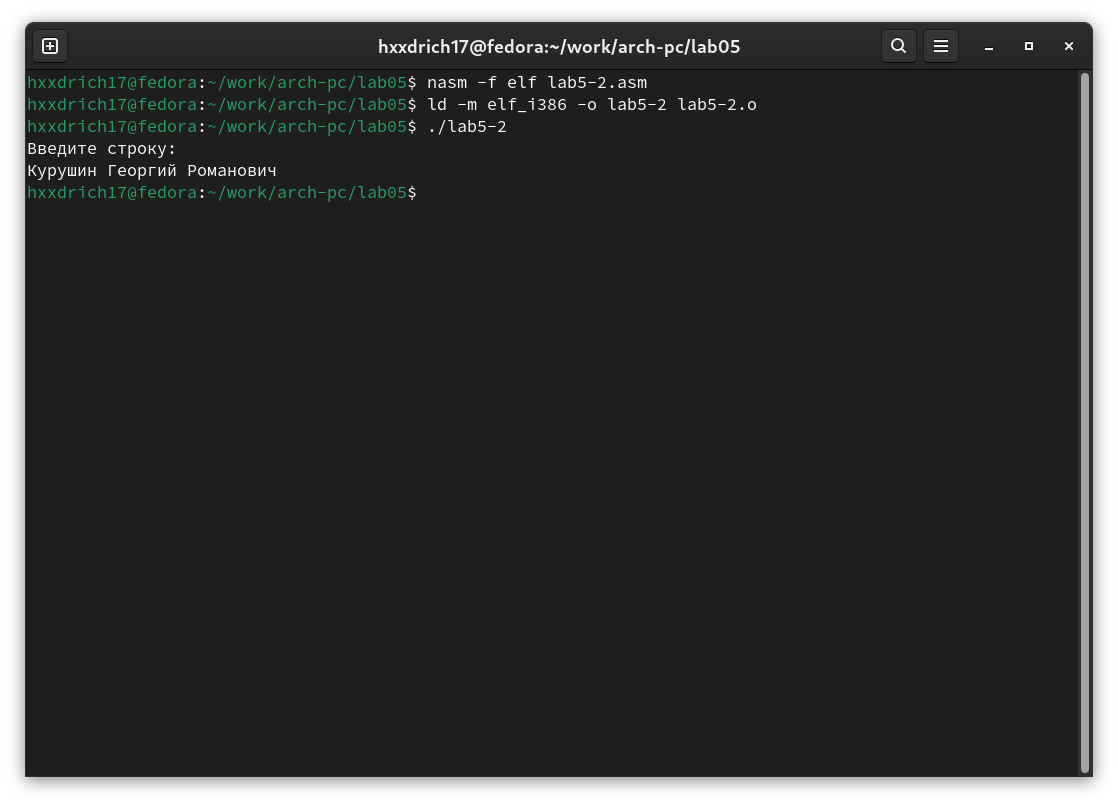 hxxdrich17@fedora:~/work/arch-pc/lab05
hxxdrich17@fedora:~/work/arch-pc/lab05$ nasm -f elf lab5-2.asm
hxxdrich17@fedora:~/work/arch-pc/lab05$ ld -m elf_i386 -o lab5-2 lab5-2.o
hxxdrich17@fedora:~/work/arch-pc/lab05$ ./lab5-2
Введите строку:
Курушин Георгий Романович
hxxdrich17@fedora:~/work/arch-pc/lab05$